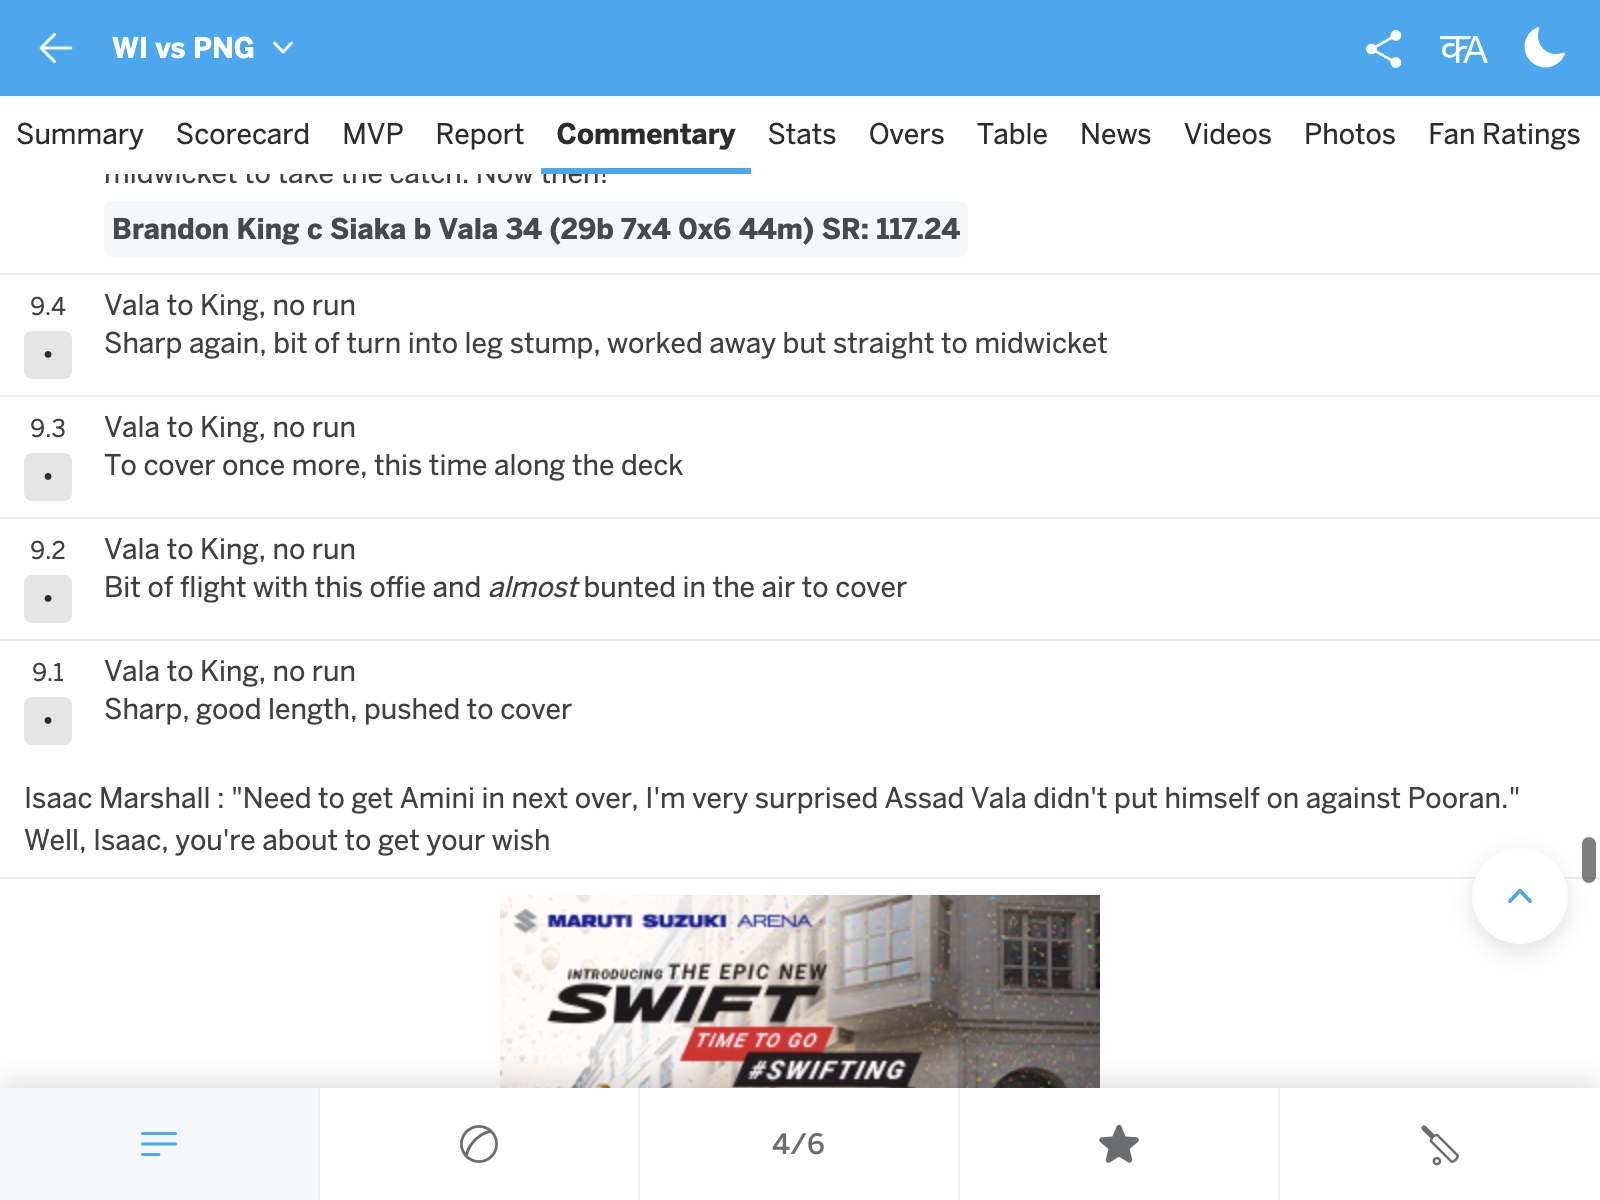 WI vs PNG
Summary Scorecard MVP Report Commentary Stats Overs Table News Videos Photos Fan Ratings
midwicket to take the catch. Now then!
Brandon King c Siaka b Vala 34 (29b 7x4 0x6 44m) SR: 117.24
9.4 Vala to King, no run
• Sharp again, bit of turn into leg stump, worked away but straight to midwicket
9.3 Vala to King, no run
• To cover once more, this time along the deck
9.2 Vala to King, no run
• Bit of flight with this offie and almost bunted in the air to cover
9.1 Vala to King, no run
• Sharp, good length, pushed to cover
Isaac Marshall : "Need to get Amini in next over, I'm very surprised Assad Vala didn't put himself on against Pooran."
Well, Isaac, you're about to get your wish
MARUTI SUZUKI ARENA
INTRODUCING THE EPIC NEW
SWIFT
TIME TO GO
#SWIFTING
4/6